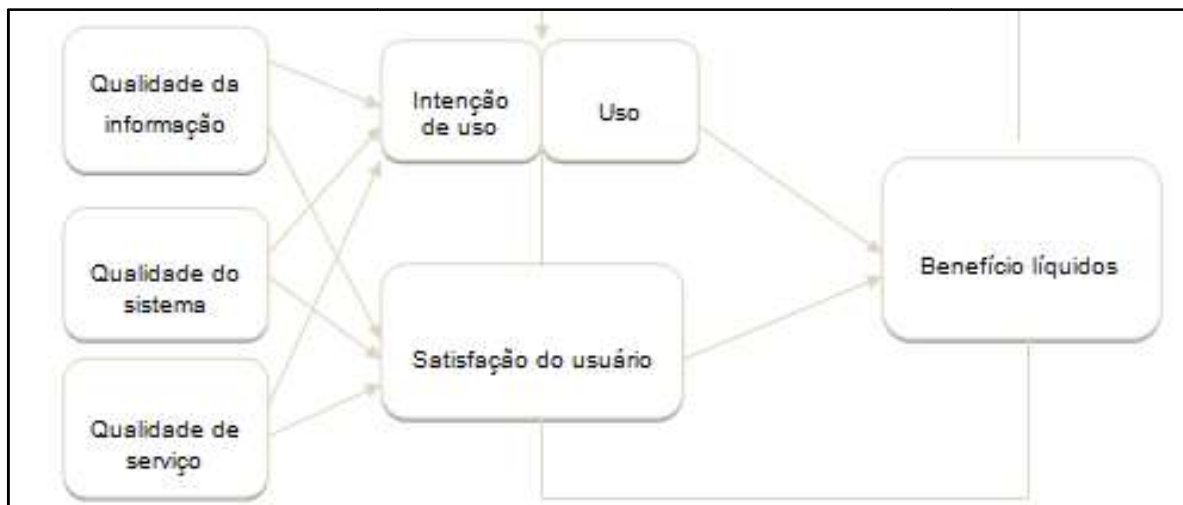 Qualidade da
informação
Intenção
de uso
Uso
Qualidade do
sistema
Benefício líquidos
Satisfação do usuário
Qualidade de
serviço